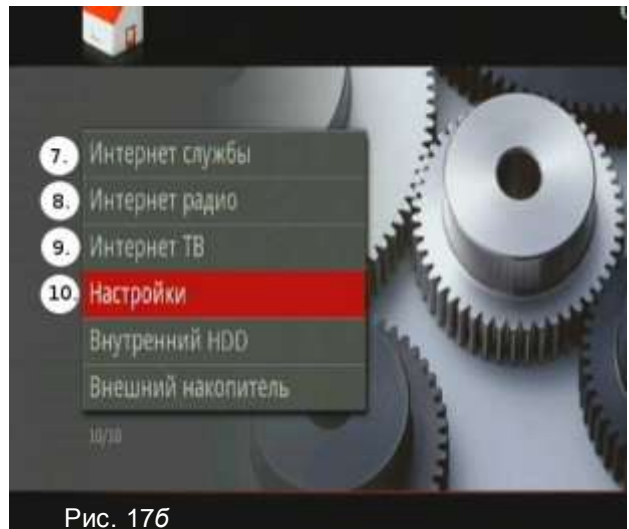 7. Интернет службы
8. Интернет радио
9. Интернет ТВ
10. Настройки
Внутренний HDD
Внешний накопитель
10/10
Рис. 17б